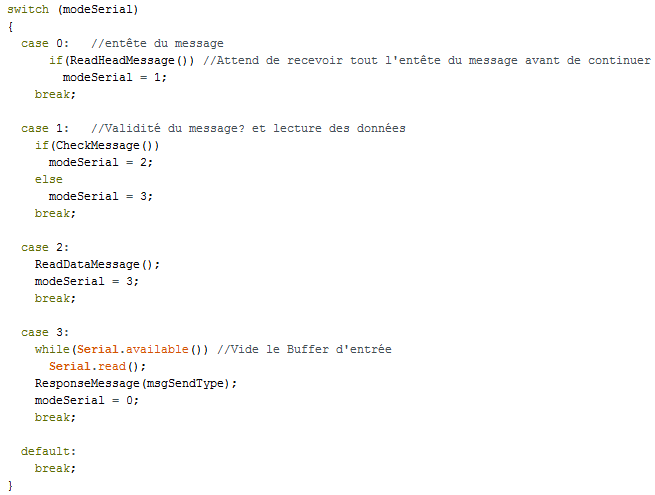 switch (modeSerial)
{
  case 0:   //entête du message
      if(ReadHeadMessage()) //Attend de recevoir tout l'entête du message avant de continuer
        modeSerial = 1;
    break;

  case 1:   //Validité du message? et lecture des données
    if(CheckMessage())
      modeSerial = 2;
    else
      modeSerial = 3;
    break;

  case 2:
    ReadDataMessage();
    modeSerial = 3;
    break;

  case 3:
    while(Serial.available()) //Vide le Buffer d'entrée
      Serial.read();
    ResponseMessage(msgSendType);
    modeSerial = 0;
    break;

  default:
    break;
}